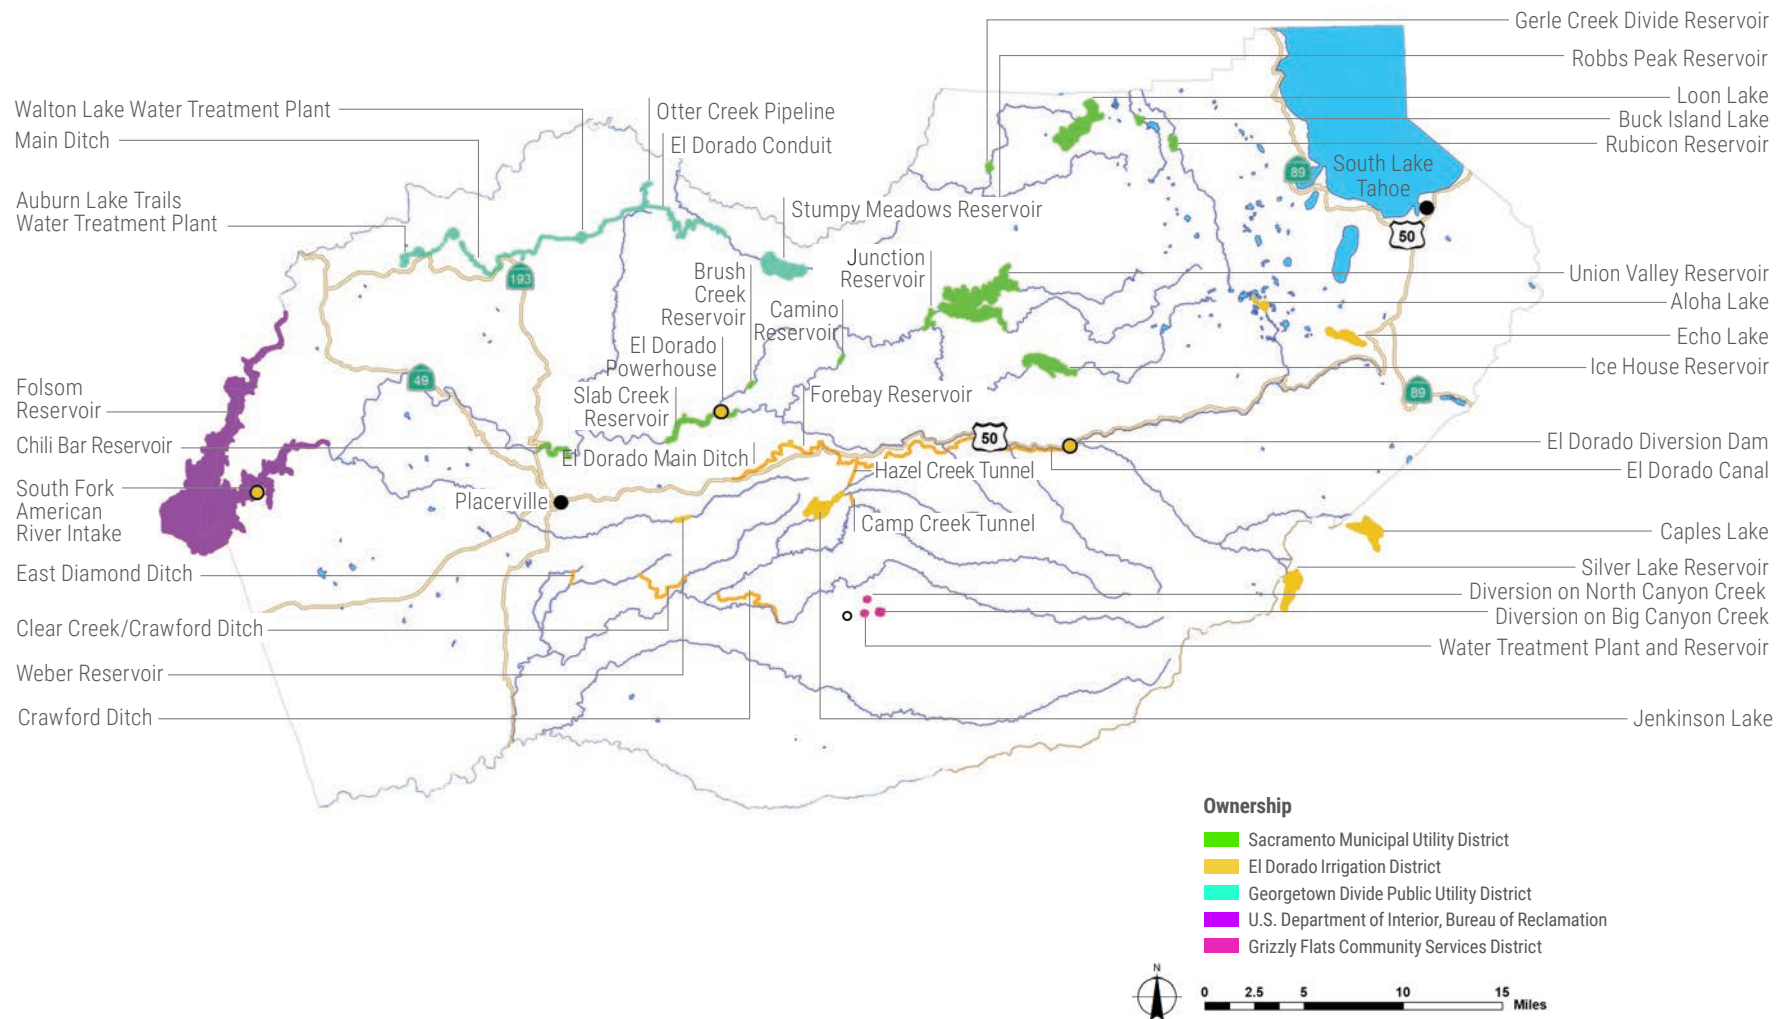 Gerle Creek Divide Reservoir
Robbs Peak Reservoir
Loon Lake
Buck Island Lake
Rubicon Reservoir
Walton Lake Water Treatment Plant
Main Ditch
Auburn Lake Trails
Water Treatment Plant
Otter Creek Pipeline
El Dorado Conduit
Stumpy Meadows Reservoir
89
South Lake
Tahoe
50
193
Junction
Reservoir
Brush
Creek
Reservoir
Camino
Reservoir
El Dorado
Powerhouse
Slab Creek
Reservoir
Forebay Reservoir
Union Valley Reservoir
Aloha Lake
Echo Lake
Ice House Reservoir
49
89
Folsom
Reservoir
Chili Bar Reservoir
South Fork
American
River Intake
El Dorado Main Ditch
50
Hazel Creek Tunnel
Camp Creek Tunnel
Placerville
El Dorado Diversion Dam
El Dorado Canal
Caples Lake
Silver Lake Reservoir
Diversion on North Canyon Creek
Diversion on Big Canyon Creek
Water Treatment Plant and Reservoir
Jenkinson Lake
East Diamond Ditch
Clear Creek/Crawford Ditch
Weber Reservoir
Crawford Ditch
Ownership
Sacramento Municipal Utility District
El Dorado Irrigation District
Georgetown Divide Public Utility District
U.S. Department of Interior, Bureau of Reclamation
Grizzly Flats Community Services District
N
0 2.5 5 10 15
Miles